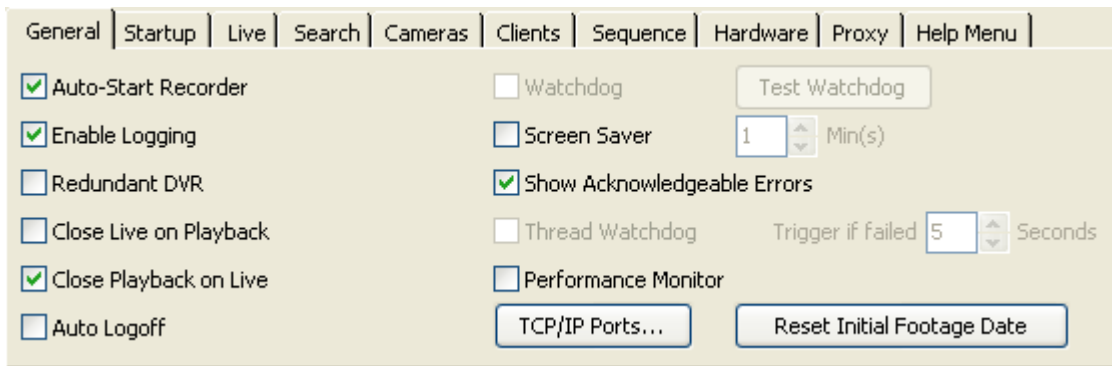 General Startup Live Search Cameras Clients Sequence Hardware Proxy Help Menu
Auto-Start Recorder Watchdog Test Watchdog
Enable Logging Screen Saver 1 Min(s)
Redundant DVR Show Acknowledgeable Errors
Close Live on Playback Thread Watchdog Trigger if failed 5 Seconds
Close Playback on Live Performance Monitor
Auto Logoff TCP/IP Ports... Reset Initial Footage Date